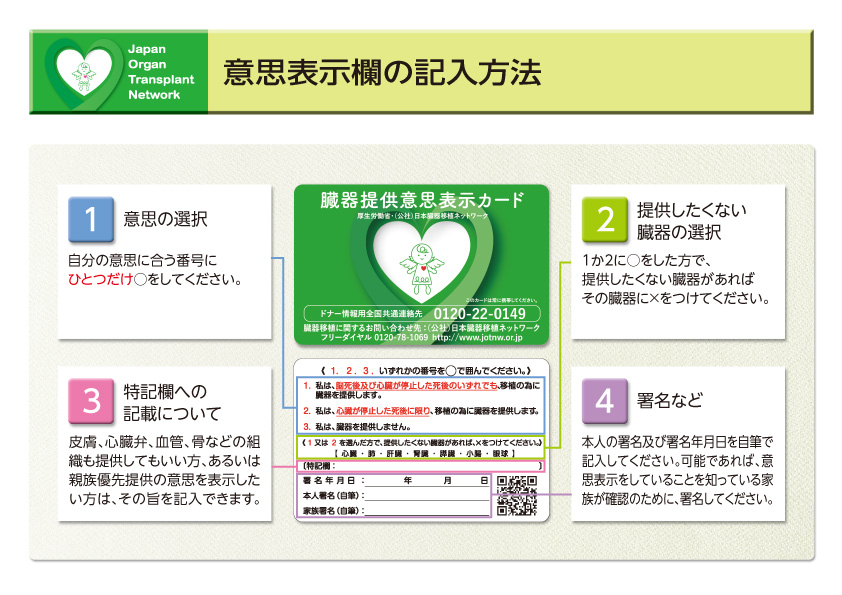 Japan
Organ
Transplant
Network
意思表示欄の記入方法
1 意思の選択
自分の意思に合う番号に
ひとつだけ○をしてください。
臓器提供意思表示カード
厚生労働省・(公社)日本臓器移植ネットワーク
このカードは常に携帯してください。
ドナー情報用全国共通連絡先 0120-22-0149
臓器移植に関するお問い合わせ先:(公社)日本臓器移植ネットワーク
フリーダイヤル 0120-78-1069 http://www.jotnw.or.jp
2 提供したくない
臓器の選択
1か2に○をした方で、
提供したくない臓器があれば
その臓器に×をつけてください。
3 特記欄への
記載について
皮膚、心臓弁、血管、骨などの組
織も提供してもいい方、あるいは
親族優先提供の意思を表示した
い方は、その旨を記入できます。
《 1. 2. 3. いずれかの番号を◯で囲んでください。》
1. 私は、脳死後及び心臓が停止した死後のいずれでも、移植の為に
臓器を提供します。
2. 私は、心臓が停止した死後に限り、移植の為に臓器を提供します。
3. 私は、臓器を提供しません。
《1 又は 2 を選んだ方で、提供したくない臓器があれば、×をつけてください。》
【 心臓 ・ 肺 ・ 肝臓 ・ 腎臓 ・ 膵臓 ・ 小腸 ・ 眼球 】
〔特記欄: 〕
署名年月日: 年 月 日
本人署名(自筆):
家族署名(自筆):
4 署名など
本人の署名及び署名年月日を自筆で
記入してください。可能であれば、意
思表示をしていることを知っている家
族が確認のために、署名してください。